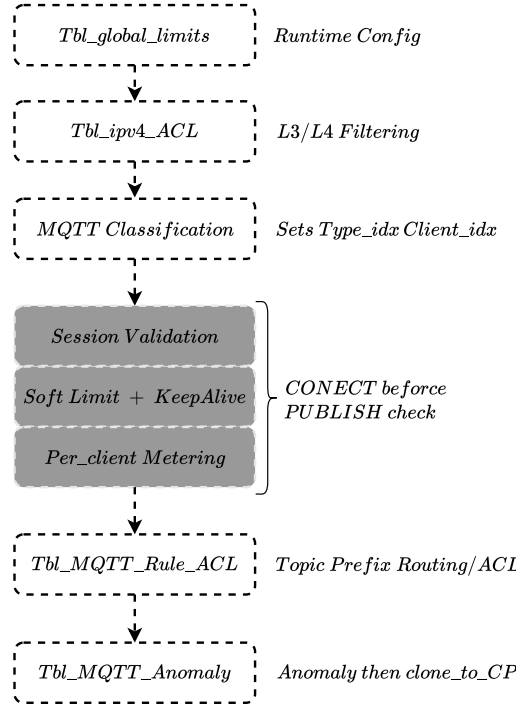 Tbl_global_limits
Runtime Config
Tbl_ipv4_ACL
L3/L4 Filtering
MQTT Classification
Sets Type_idx Client_idx
Session Validation
Soft Limit + KeepAlive
Per_client Metering
CONECT beforce
PUBLISH check
Tbl_MQTT_Rule_ACL
Topic Prefix Routing/ACL
Tbl_MQTT_Anomaly
Anomaly then clone_to_CP